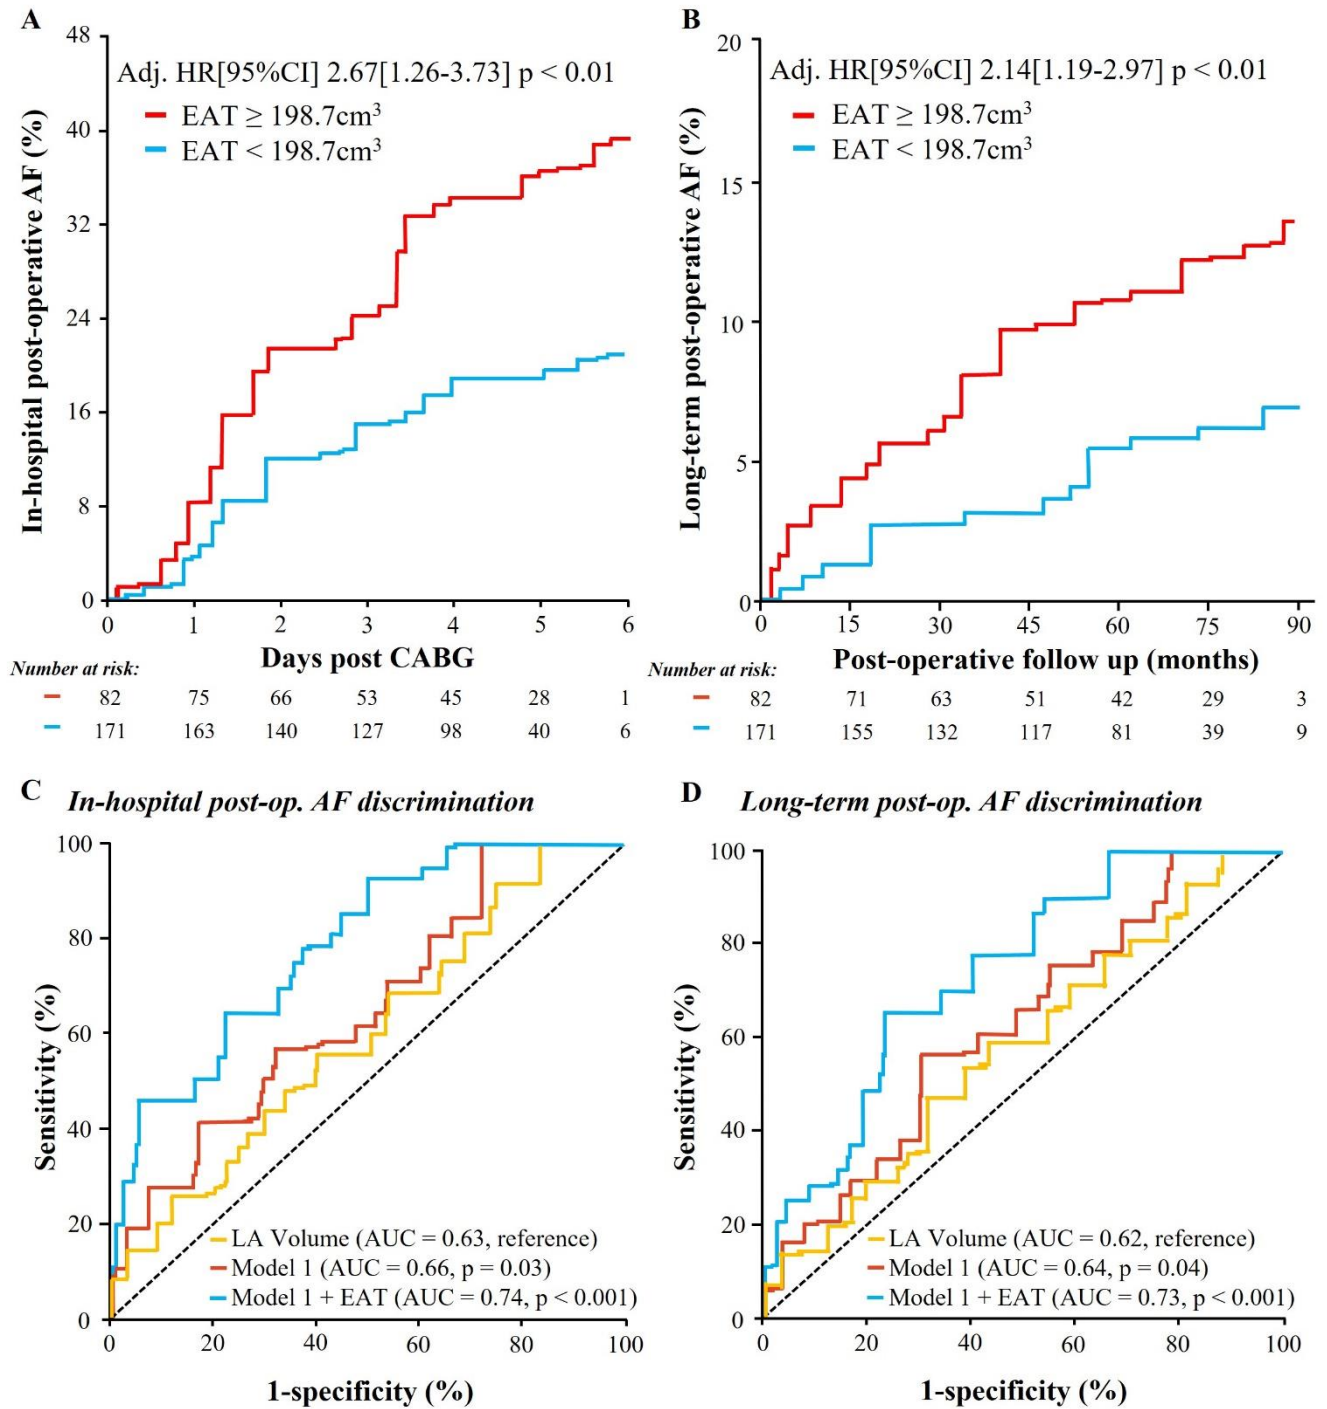 A
Adj. HR[95%CI] 2.67[1.26-3.73] p < 0.01
EAT ≥ 198.7cm³
EAT < 198.7cm³
In-hospital post-operative AF (%)
48
40
32
24
16
8
0
0 1 2 3 4 5 6
Days post CABG
Number at risk:
82 75 66 53 45 28 1
171 163 140 127 98 40 6
B
Adj. HR[95%CI] 2.14[1.19-2.97] p < 0.01
EAT ≥ 198.7cm³
EAT < 198.7cm³
Long-term post-operative AF (%)
20
15
10
5
0
0 15 30 45 60 75 90
Post-operative follow up (months)
Number at risk:
82 71 63 51 42 29 3
171 155 132 117 81 39 9
C In-hospital post-op. AF discrimination
Sensitivity (%)
100
80
60
40
20
0
LA Volume (AUC = 0.63, reference)
Model 1 (AUC = 0.66, p = 0.03)
Model 1 + EAT (AUC = 0.74, p < 0.001)
0 20 40 60 80 100
1-specificity (%)
D Long-term post-op. AF discrimination
Sensitivity (%)
100
80
60
40
20
0
LA Volume (AUC = 0.62, reference)
Model 1 (AUC = 0.64, p = 0.04)
Model 1 + EAT (AUC = 0.73, p < 0.001)
0 20 40 60 80 100
1-specificity (%)